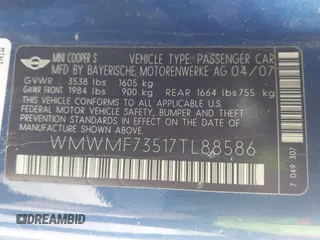 MINI COOPER S VEHICLE TYPE: PASSENGER CAR
MFD BY BAYERISCHE MOTORENWERKE AG 04/07
GVWR 3538 lbs 1605 kg
GAWR FRONT 1984 lbs 900 kg REAR 1664 lbs 755 kg
THIS VEHICLE CONFORMS TO ALL APPLICABLE U.S. FEDERAL
MOTOR VEHICLE SAFETY, BUMPER AND THEFT
PREVENTION STANDARDS IN EFFECT ON THE DATE OF
MANUFACTURE SHOWN ABOVE.
WMWMF73517TL88586
7 049 307
MINI
DREAMBID